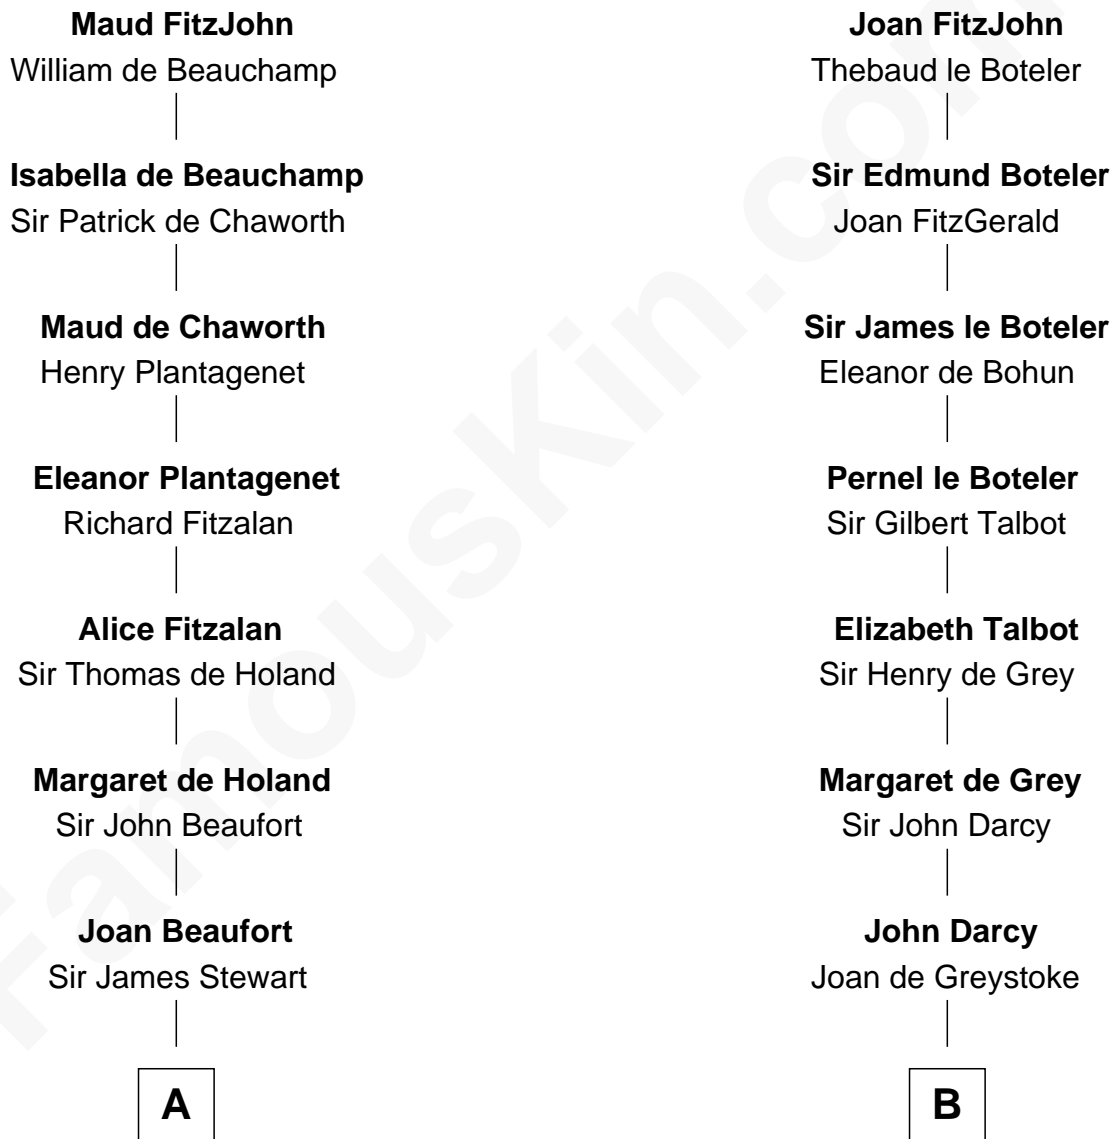 Maud FitzJohn
William de Beauchamp
Isabella de Beauchamp
Sir Patrick de Chaworth
Maud de Chaworth
Henry Plantagenet
Eleanor Plantagenet
Richard Fitzalan
Alice Fitzalan
Sir Thomas de Holand
Margaret de Holand
Sir John Beaufort
Joan Beaufort
Sir James Stewart
A
Joan FitzJohn
Thebaud le Boteler
Sir Edmund Boteler
Joan FitzGerald
Sir James le Boteler
Eleanor de Bohun
Pernel le Boteler
Sir Gilbert Talbot
Elizabeth Talbot
Sir Henry de Grey
Margaret de Grey
Sir John Darcy
John Darcy
Joan de Greystoke
B
FamousKin.com